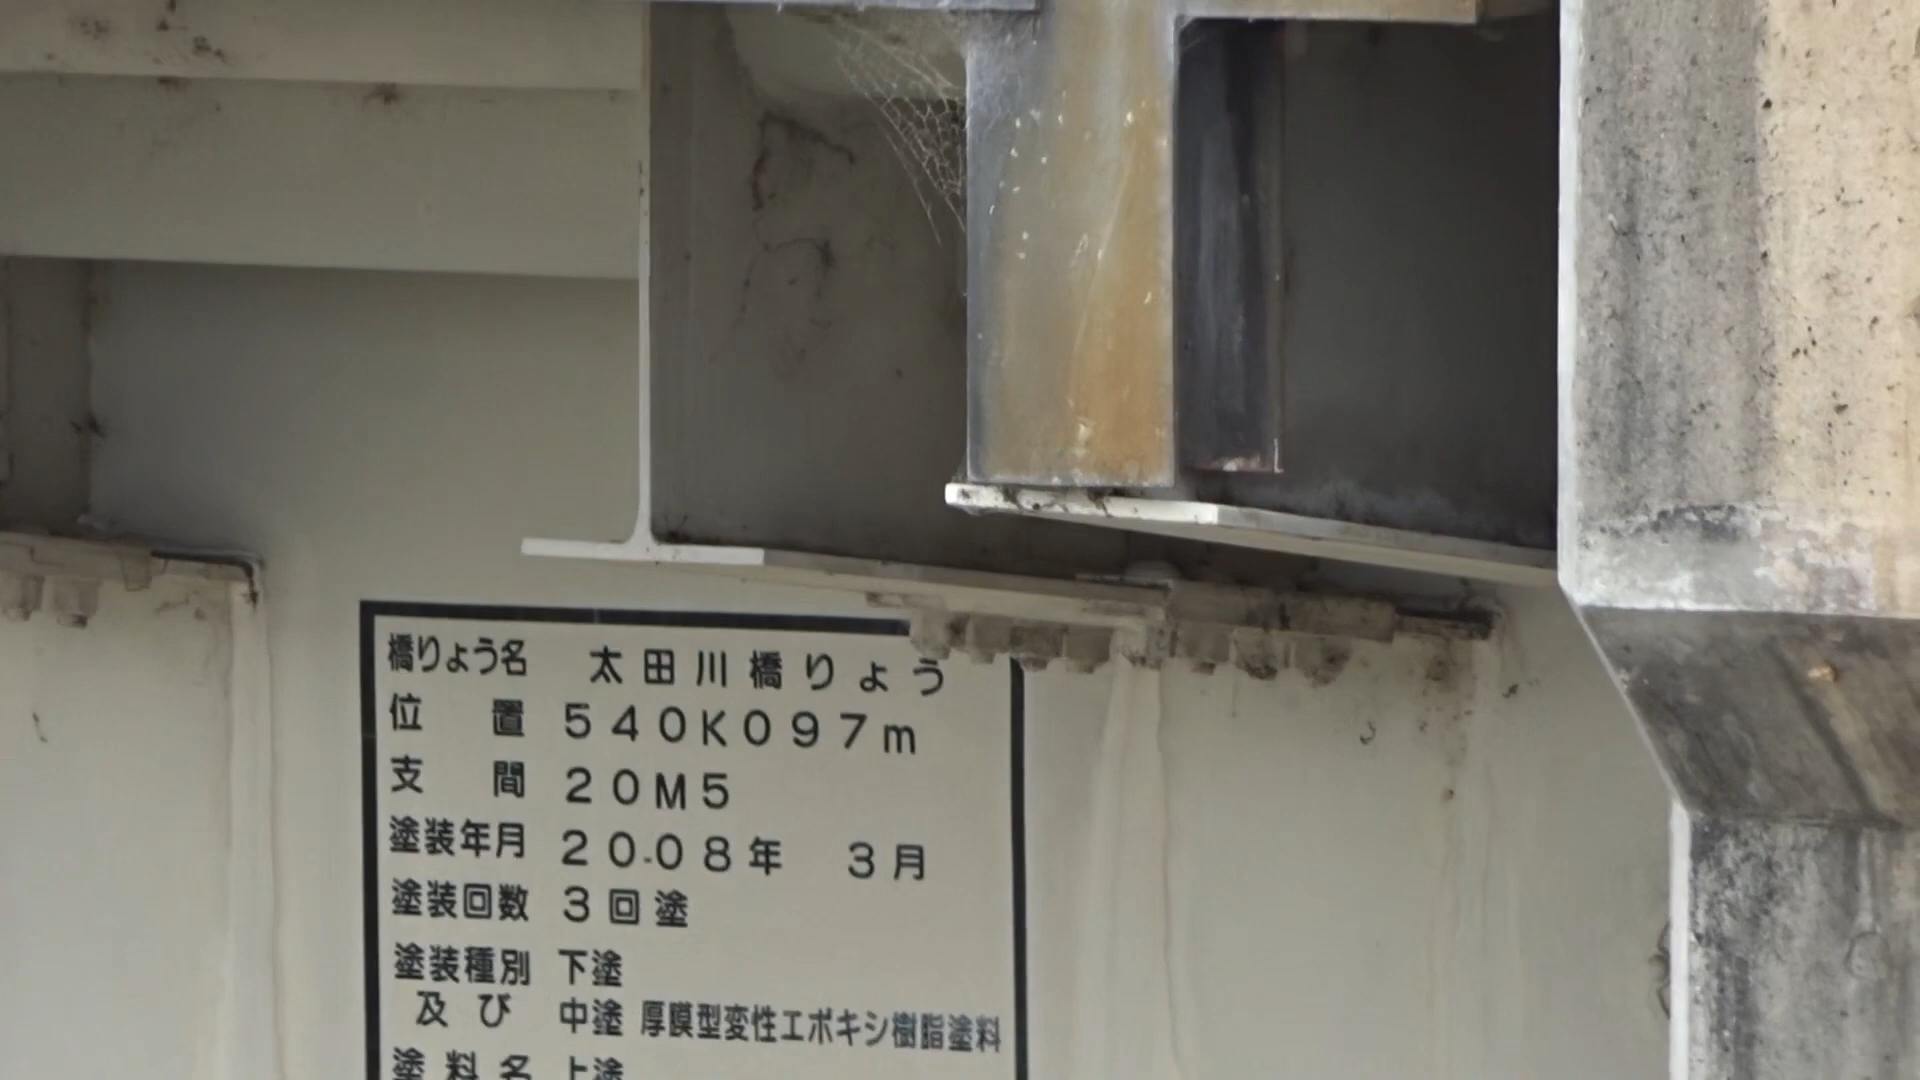 橋りょう名 太田川橋りょう
位置 540K097m
支間 20M5
塗装年月 2008年 3月
塗装回数 3回塗
塗装種別 下塗
及び 中塗 厚膜型変性エポキシ樹脂塗料
塗料名 上塗